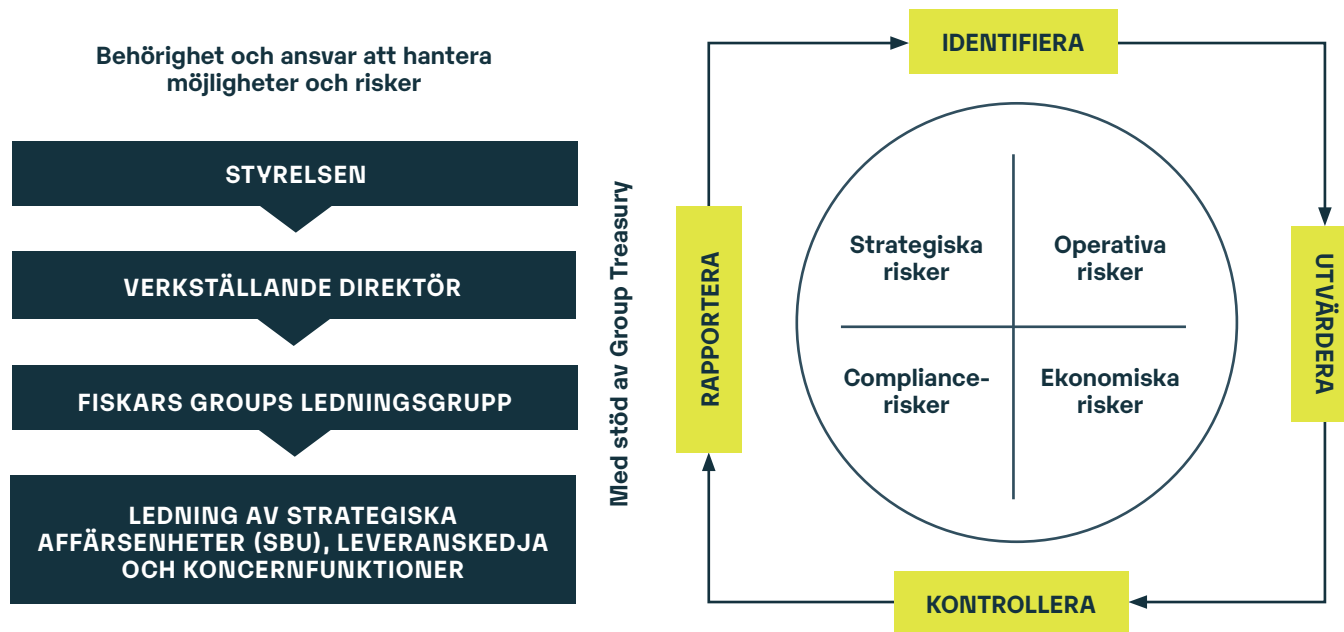 Behörighet och ansvar att hantera
möjligheter och risker
STYRELSEN
VERKSTÄLLANDE DIREKTÖR
FISKARS GROUPS LEDNINGSGRUPP
LEDNING AV STRATEGISKA
AFFÄRSENHETER (SBU), LEVERANSKEDJA
OCH KONCERNFUNKTIONER
Med stöd av Group Treasury
IDENTIFIERA
UTVÄRDERA
KONTROLLERA
RAPPORTERA
Strategiska
risker
Operativa
risker
Compliance-
risker
Ekonomiska
risker